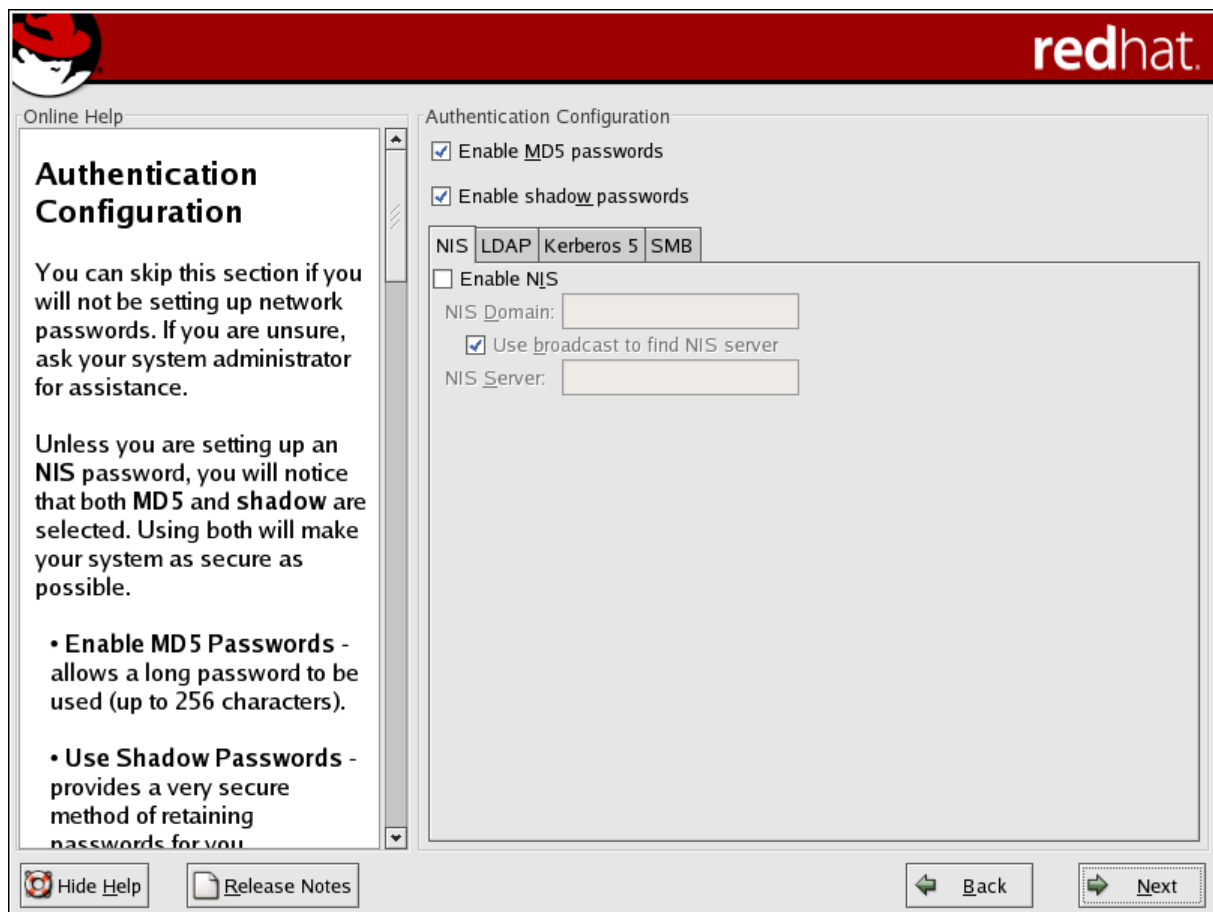 redhat.
Online Help
Authentication
Configuration
You can skip this section if you
will not be setting up network
passwords. If you are unsure,
ask your system administrator
for assistance.
Unless you are setting up an
NIS password, you will notice
that both MD5 and shadow are
selected. Using both will make
your system as secure as
possible.
• Enable MD5 Passwords -
allows a long password to be
used (up to 256 characters).
• Use Shadow Passwords -
provides a very secure
method of retaining
passwords for you
Authentication Configuration
Enable MD5 passwords
Enable shadow passwords
NIS LDAP Kerberos 5 SMB
Enable NIS
NIS Domain:
Use broadcast to find NIS server
NIS Server:
Hide Help Release Notes Back Next